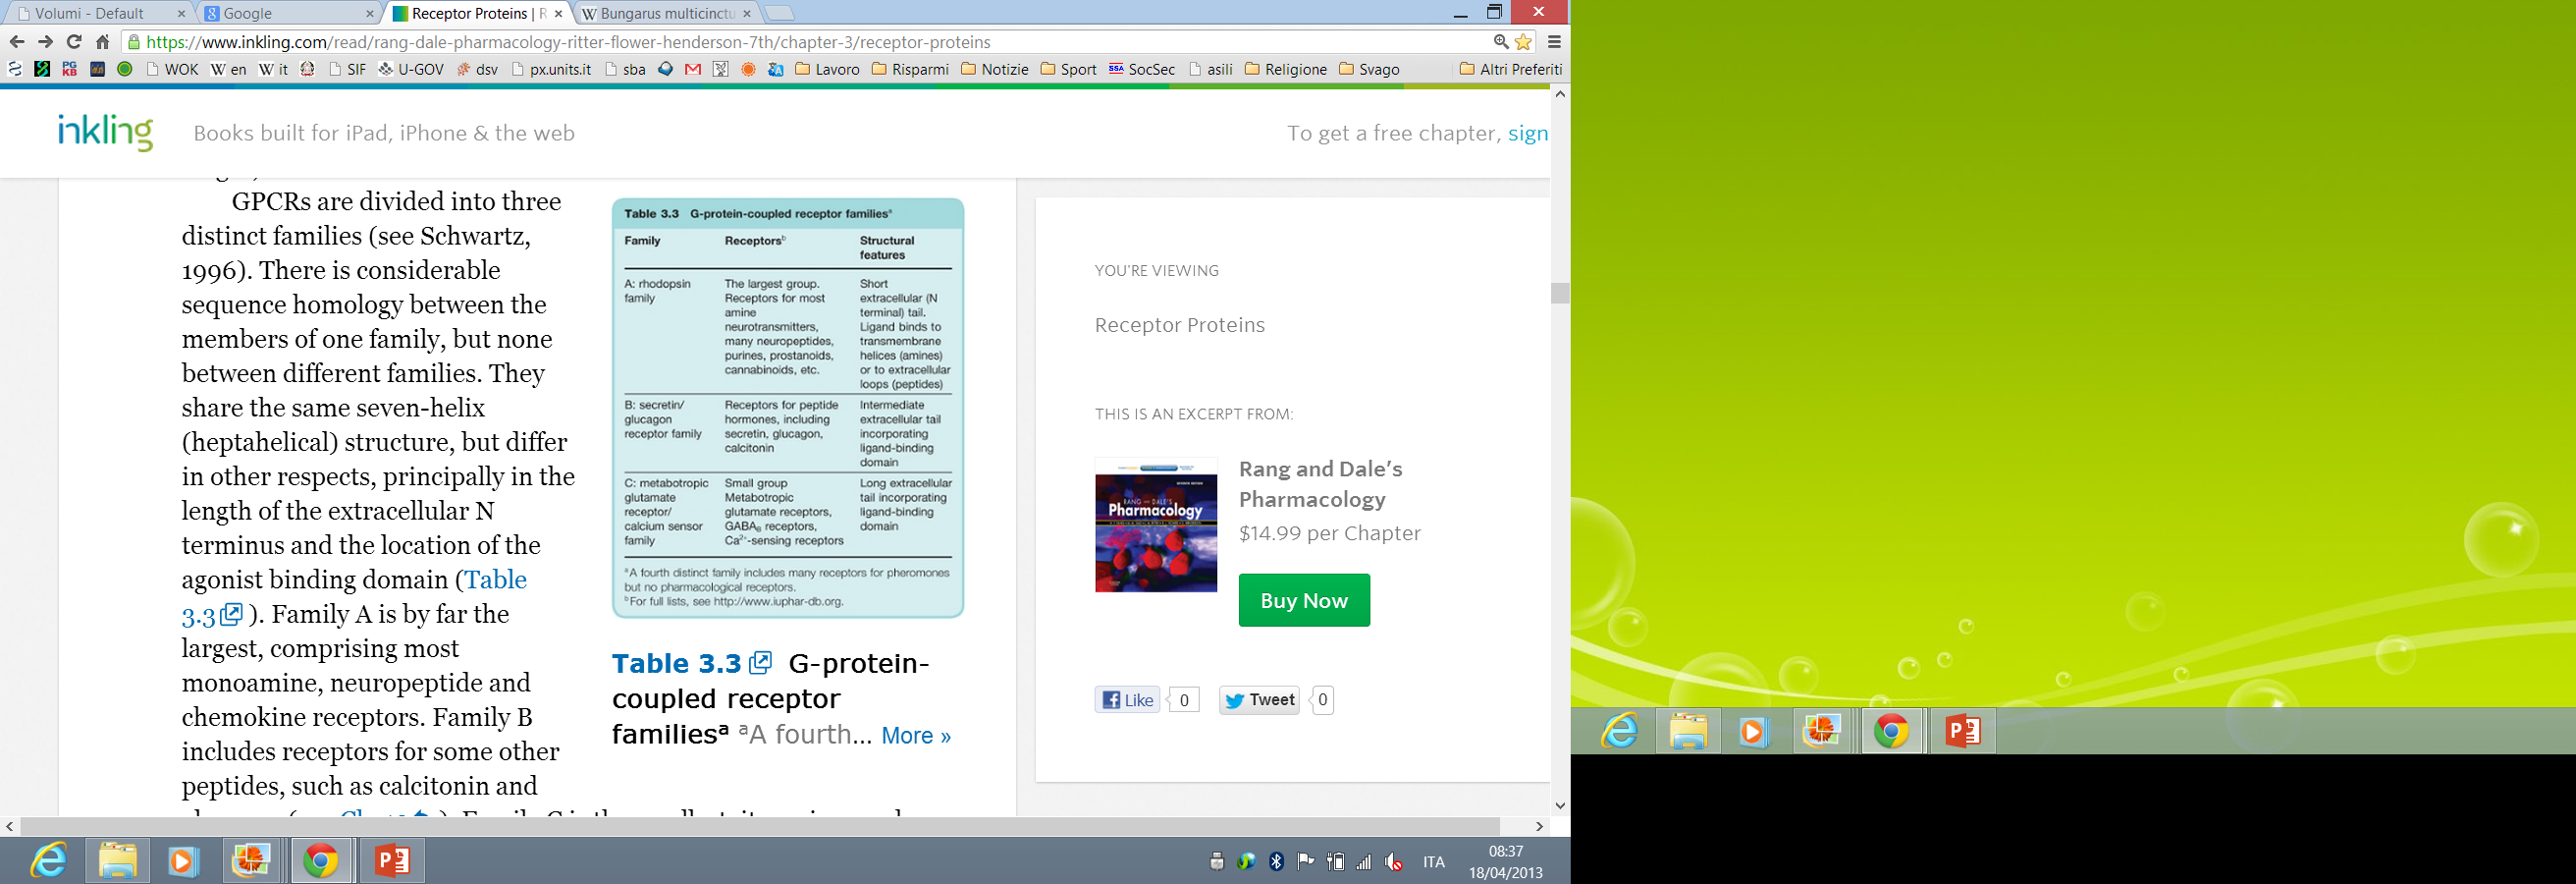 Volumi - Default
Google
Receptor Proteins | R
Bungarus multicinctu
https://www.inkling.com/read/rang-dale-pharmacology-ritter-flower-henderson-7th/chapter-3/receptor-proteins
WOK en it SIF U-GOV dsv px.units.it sba Lavoro Risparmi Notizie Sport SocSec asili Religione Svago Altri Preferiti
inkling Books built for iPad, iPhone & the web To get a free chapter, sign
GPCRs are divided into three
distinct families (see Schwartz,
1996). There is considerable
sequence homology between the
members of one family, but none
between different families. They
share the same seven-helix
(heptahelical) structure, but differ
in other respects, principally in the
length of the extracellular N
terminus and the location of the
agonist binding domain (Table
3.3 ). Family A is by far the
largest, comprising most
monoamine, neuropeptide and
chemokine receptors. Family B
includes receptors for some other
peptides, such as calcitonin and
Table 3.3 G-protein-coupled receptor familiesᵃ
Family Receptorsᵇ Structural
features
A: rhodopsin
family
The largest group.
Receptors for most
amine
neurotransmitters,
many neuropeptides,
purines, prostanoids,
cannabinoids, etc.
Short
extracellular (N
terminal) tail.
Ligand binds to
transmembrane
helices (amines)
or to extracellular
loops (peptides)
B: secretin/
glucagon
receptor family
Receptors for peptide
hormones, including
secretin, glucagon,
calcitonin
Intermediate
extracellular tail
incorporating
ligand-binding
domain
C: metabotropic
glutamate
receptor/
calcium sensor
family
Small group
Metabotropic
glutamate receptors,
GABA_B receptors,
Ca²⁺-sensing receptors
Long extracellular
tail incorporating
ligand-binding
domain
ᵃA fourth distinct family includes many receptors for pheromones
but no pharmacological receptors.
ᵇFor full lists, see http://www.iuphar-db.org.
Table 3.3 G-protein-
coupled receptor
familiesᵃ ᵃA fourth... More »
YOU'RE VIEWING
Receptor Proteins
THIS IS AN EXCERPT FROM:
RANG AND DALE'S
Pharmacology
Rang and Dale's
Pharmacology
$14.99 per Chapter
Buy Now
Like 0 Tweet 0
ITA
08:37
18/04/2013